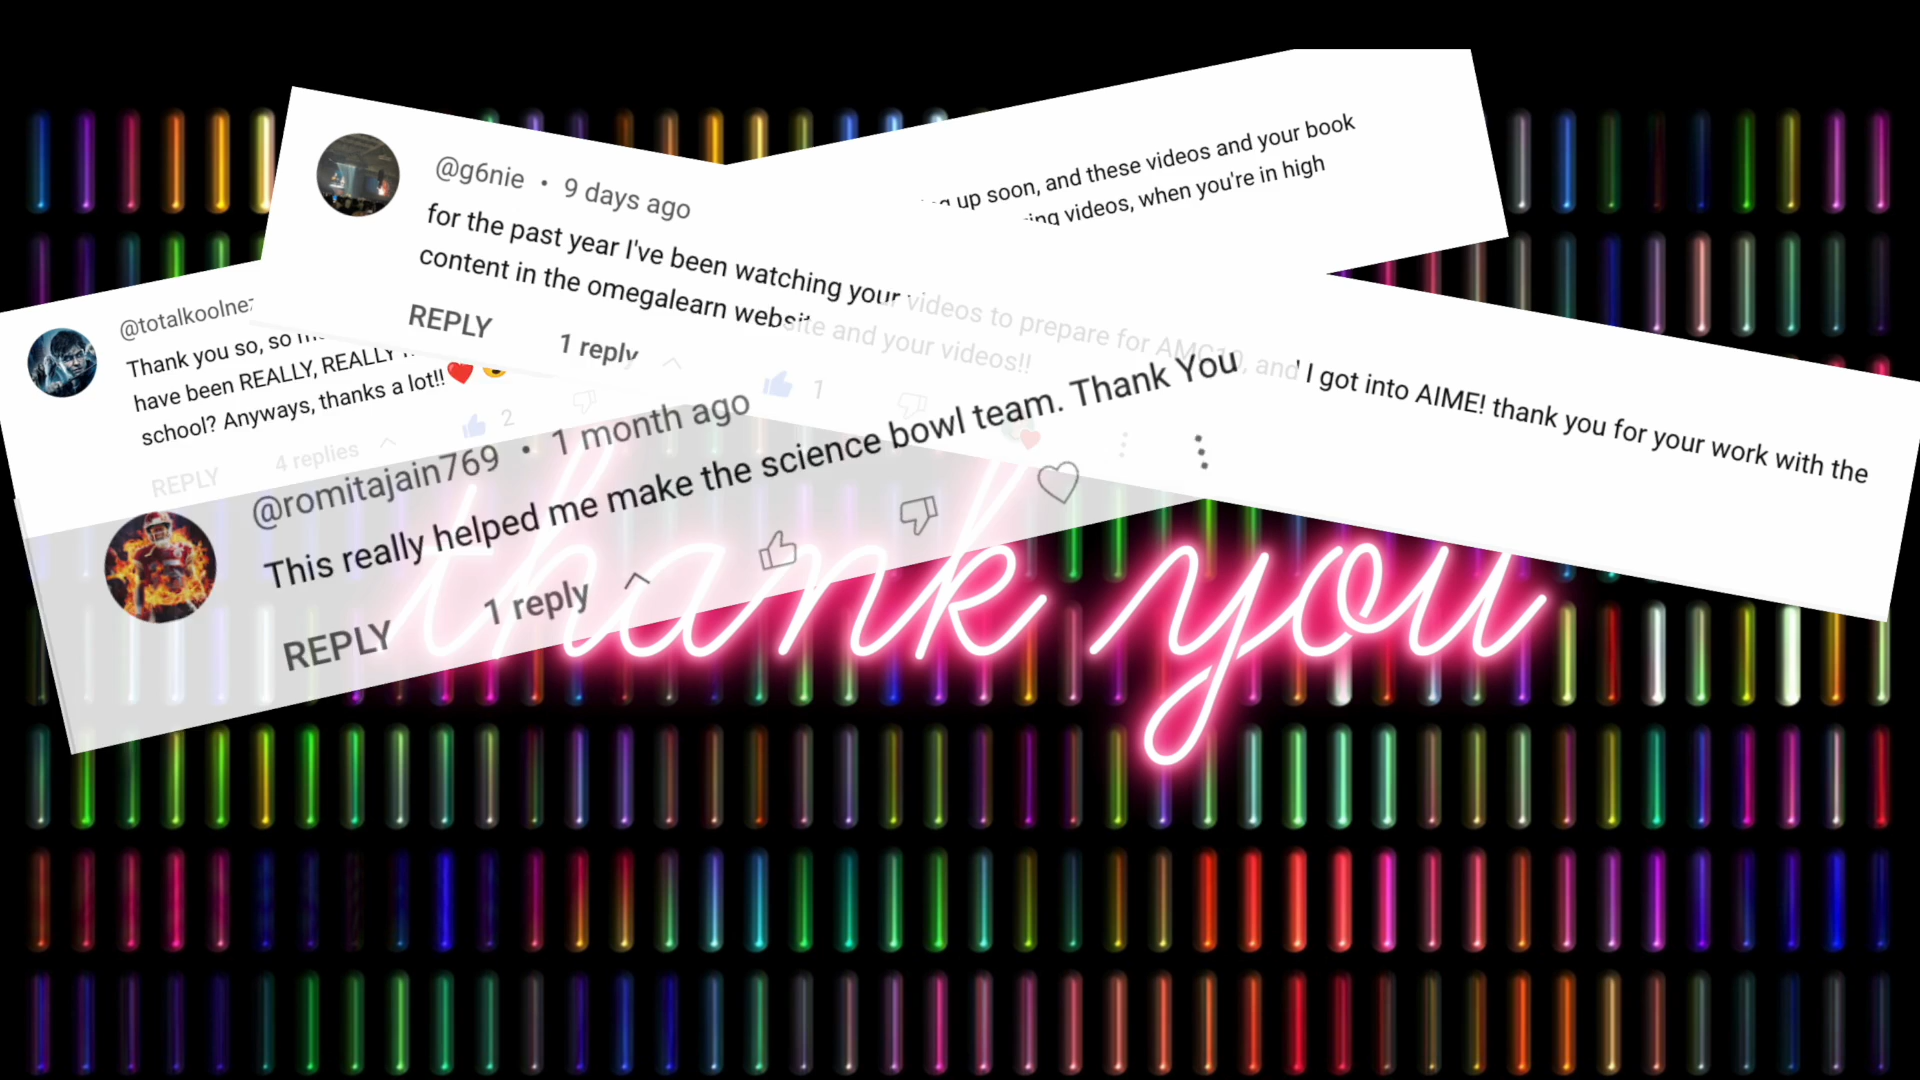 @g6nie • 9 days ago
for the past year I've been watching your videos to prepare for AMC10, and I got into AIME! thank you for your work with the
content in the omegalearn website and your videos!!
REPLY
1 reply
1
up soon, and these videos and your book
videos, when you're in high
@totalkoolnez
Thank you so, so
have been REALLY, REALLY
school? Anyways, thanks a lot!!❤️
2
REPLY
4 replies
@romitajain769 • 1 month ago
This really helped me make the science bowl team. Thank You
REPLY
1 reply
thank you